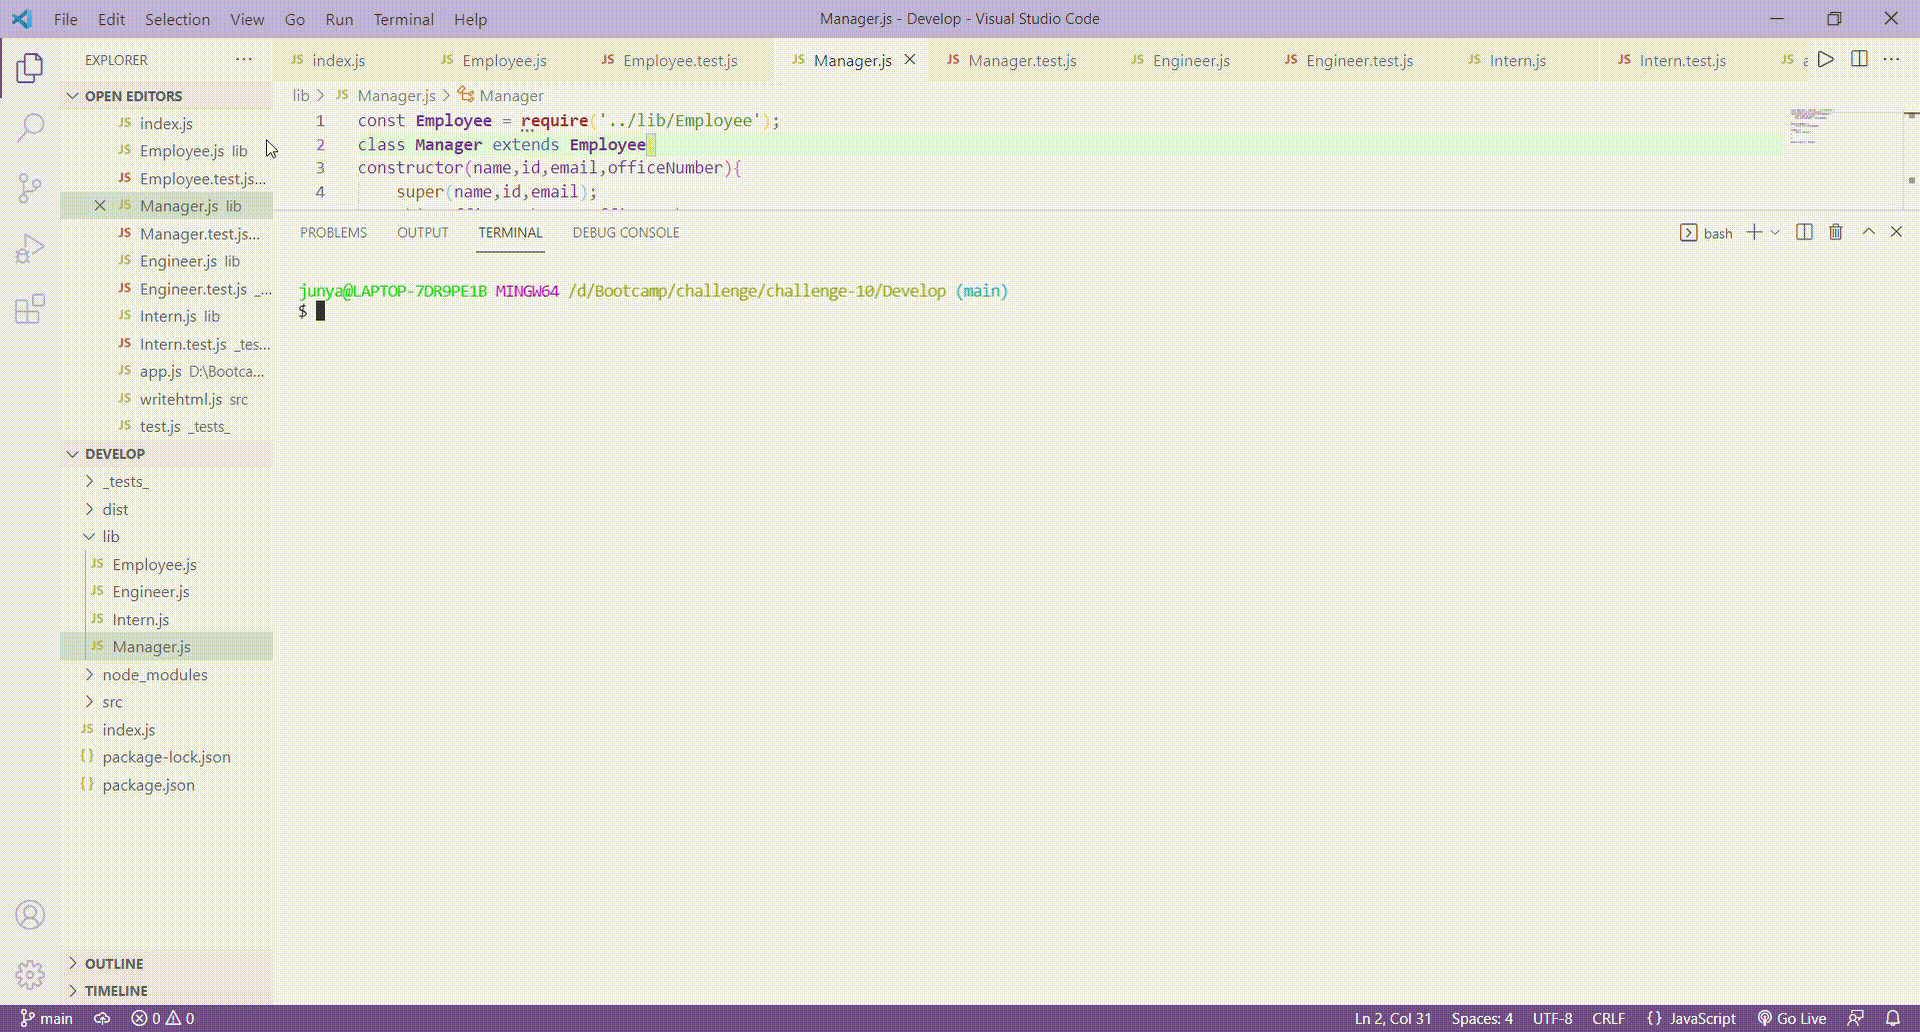 File Edit Selection View Go Run Terminal Help
Manager.js - Develop - Visual Studio Code
EXPLORER ...
JS index.js JS Employee.js JS Employee.test.js JS Manager.js JS Manager.test.js JS Engineer.js JS Engineer.test.js JS Intern.js JS Intern.test.js JS a
OPEN EDITORS
JS index.js
JS Employee.js lib
JS Employee.test.js...
JS Manager.js lib
JS Manager.test.js...
JS Engineer.js lib
JS Engineer.test.js _...
JS Intern.js lib
JS Intern.test.js _tes...
JS app.js D:\Bootca...
JS writehtml.js src
JS test.js _tests_
DEVELOP
_tests_
dist
lib
JS Employee.js
JS Engineer.js
JS Intern.js
JS Manager.js
node_modules
src
JS index.js
{} package-lock.json
{} package.json
OUTLINE
TIMELINE
lib > JS Manager.js > Manager
1 const Employee = require('../lib/Employee');
2 class Manager extends Employee{
3 constructor(name,id,email,officeNumber){
4 super(name,id,email);
PROBLEMS OUTPUT TERMINAL DEBUG CONSOLE
bash
junya@LAPTOP-7DR9PE1B MINGW64 /d/Bootcamp/challenge/challenge-10/Develop (main)
$
main 0 0 Ln 2, Col 31 Spaces: 4 UTF-8 CRLF {} JavaScript Go Live